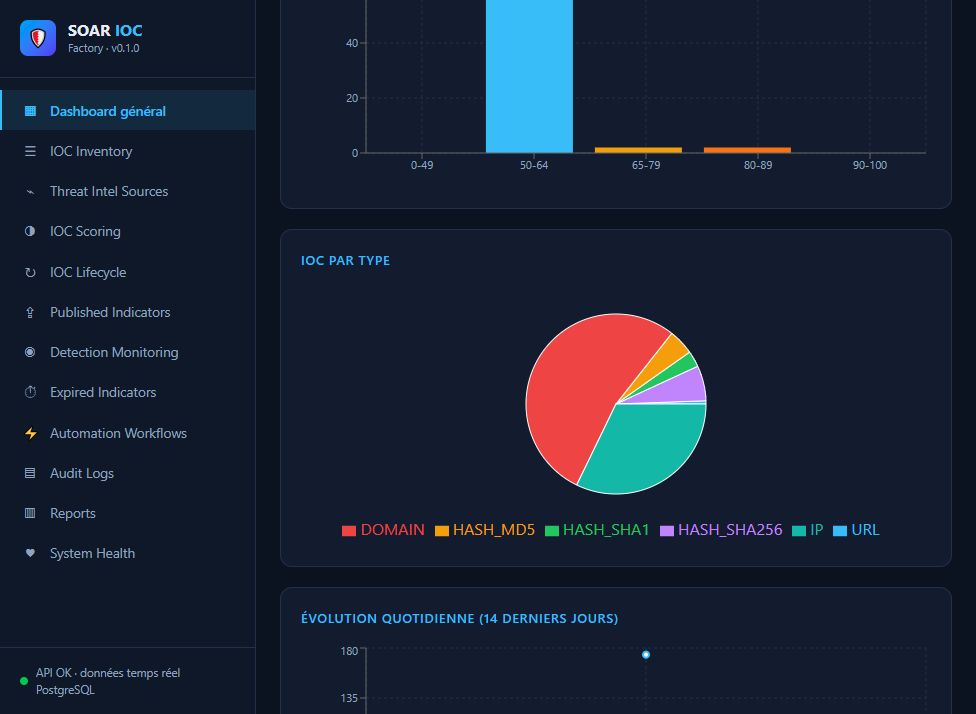 SOAR IOC
Factory · v0.1.0
Dashboard général
IOC Inventory
Threat Intel Sources
IOC Scoring
IOC Lifecycle
Published Indicators
Detection Monitoring
Expired Indicators
Automation Workflows
Audit Logs
Reports
System Health
API OK · données temps réel
PostgreSQL
40
20
0
0-49 50-64 65-79 80-89 90-100
IOC PAR TYPE
DOMAIN HASH_MD5 HASH_SHA1 HASH_SHA256 IP URL
ÉVOLUTION QUOTIDIENNE (14 DERNIERS JOURS)
180
135